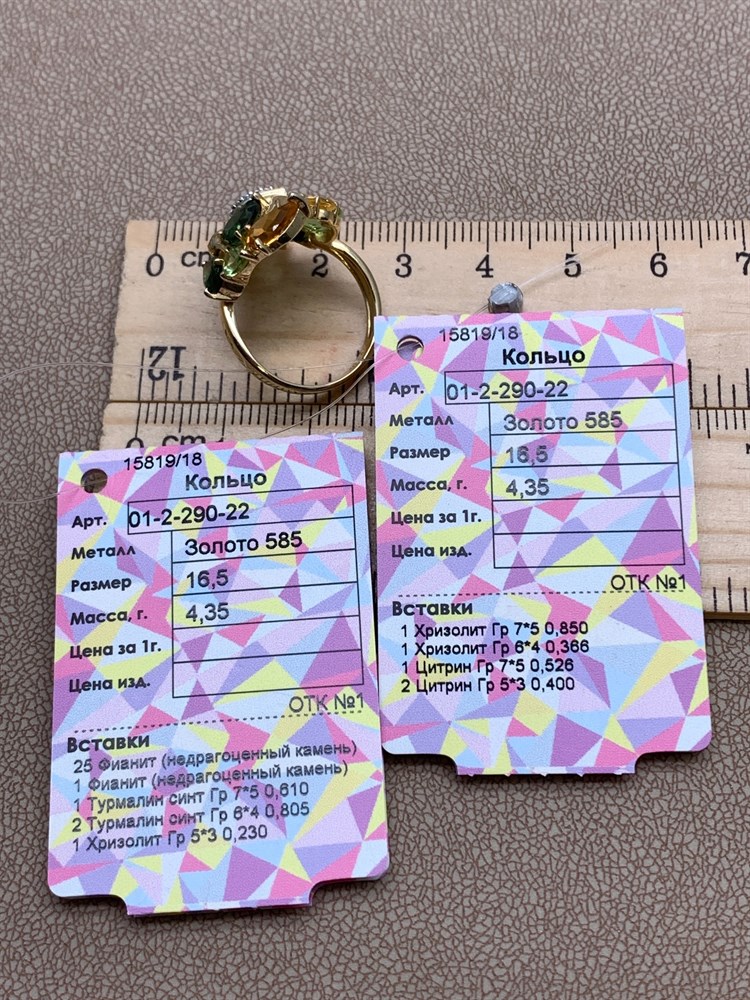 0 cm 2 3 4 5 6 7
12
0 cm
15819/18
Кольцо
Арт. 01-2-290-22
Металл Золото 585
Размер 16,5
Масса, г. 4,35
Цена за 1г.
Цена изд.
ОТК №1
Вставки
25 Фианит (недрагоценный камень)
1 Фианит (недрагоценный камень)
1 Турмалин синт Гр 7*5 0,610
2 Турмалин синт Гр 6*4 0,805
1 Хризолит Гр 5*3 0,230
15819/18
Кольцо
Арт. 01-2-290-22
Металл Золото 585
Размер 16,5
Масса, г. 4,35
Цена за 1г.
Цена изд.
ОТК №1
Вставки
1 Хризолит Гр 7*5 0,850
1 Хризолит Гр 6*4 0,366
1 Цитрин Гр 7*5 0,526
2 Цитрин Гр 5*3 0,400